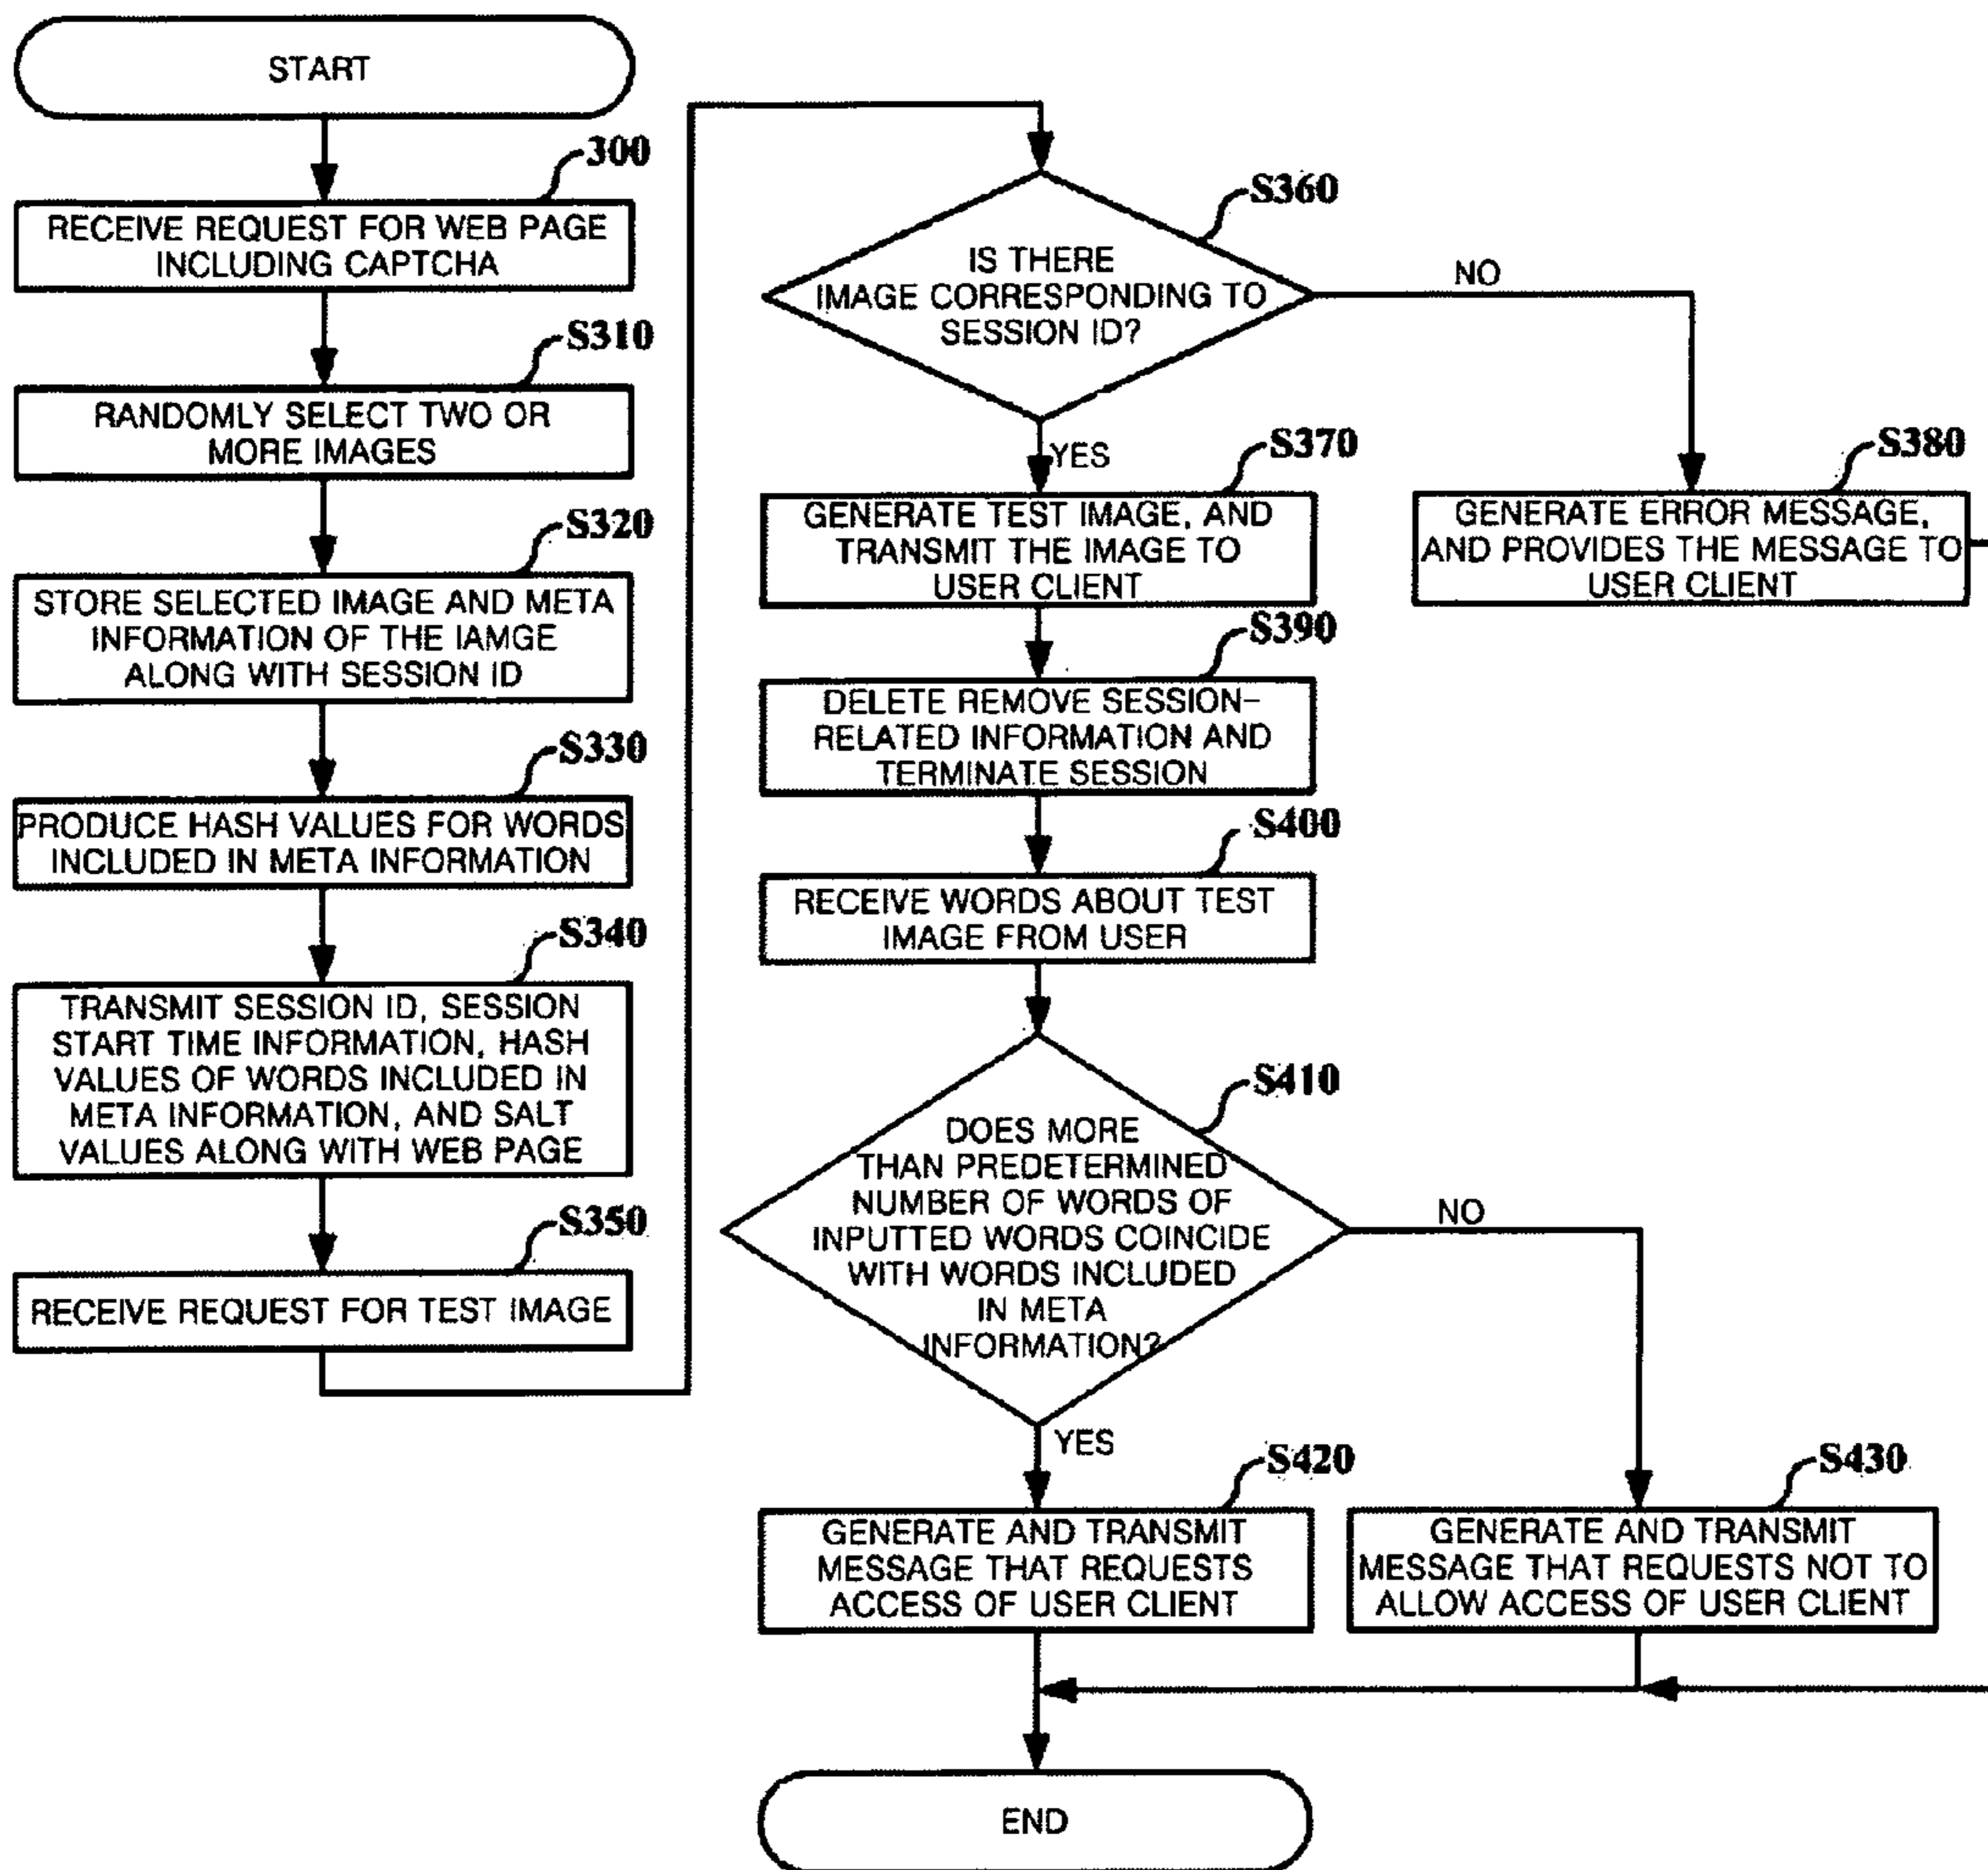 START
300
RECEIVE REQUEST FOR WEB PAGE
INCLUDING CAPTCHA
S310
RANDOMLY SELECT TWO OR
MORE IMAGES
S320
STORE SELECTED IMAGE AND META
INFORMATION OF THE IAMGE
ALONG WITH SESSION ID
S330
PRODUCE HASH VALUES FOR WORDS
INCLUDED IN META INFORMATION
S340
TRANSMIT SESSION ID, SESSION
START TIME INFORMATION, HASH
VALUES OF WORDS INCLUDED IN
META INFORMATION, AND SALT
VALUES ALONG WITH WEB PAGE
S350
RECEIVE REQUEST FOR TEST IMAGE
S360
IS THERE
IMAGE CORRESPONDING TO
SESSION ID?
NO
YES
S370
GENERATE TEST IMAGE, AND
TRANSMIT THE IMAGE TO
USER CLIENT
S380
GENERATE ERROR MESSAGE,
AND PROVIDES THE MESSAGE TO
USER CLIENT
S390
DELETE REMOVE SESSION-
RELATED INFORMATION AND
TERMINATE SESSION
S400
RECEIVE WORDS ABOUT TEST
IMAGE FROM USER
S410
DOES MORE
THAN PREDETERMINED
NUMBER OF WORDS OF
INPUTTED WORDS COINCIDE
WITH WORDS INCLUDED
IN META
INFORMATION?
NO
YES
S420
GENERATE AND TRANSMIT
MESSAGE THAT REQUESTS
ACCESS OF USER CLIENT
S430
GENERATE AND TRANSMIT
MESSAGE THAT REQUESTS NOT TO
ALLOW ACCESS OF USER CLIENT
END